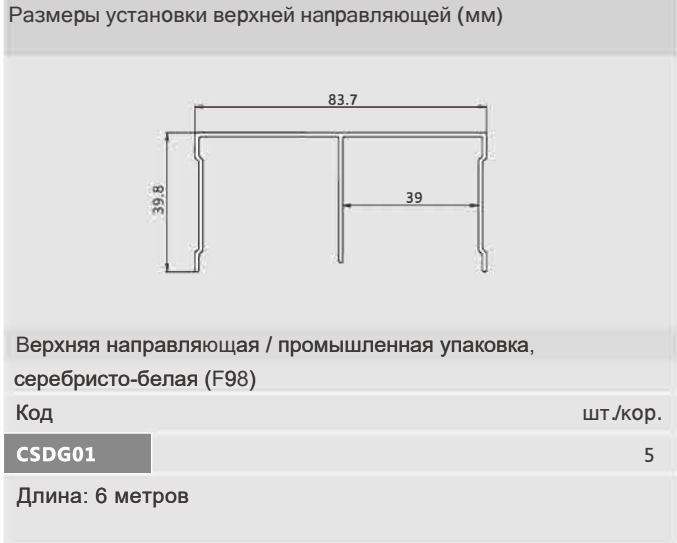 Размеры установки верхней направляющей (мм)
83.7
39.8
39
Верхняя направляющая / промышленная упаковка,
серебристо-белая (F98)
Код шт./кор.
CSDG01 5
Длина: 6 метров